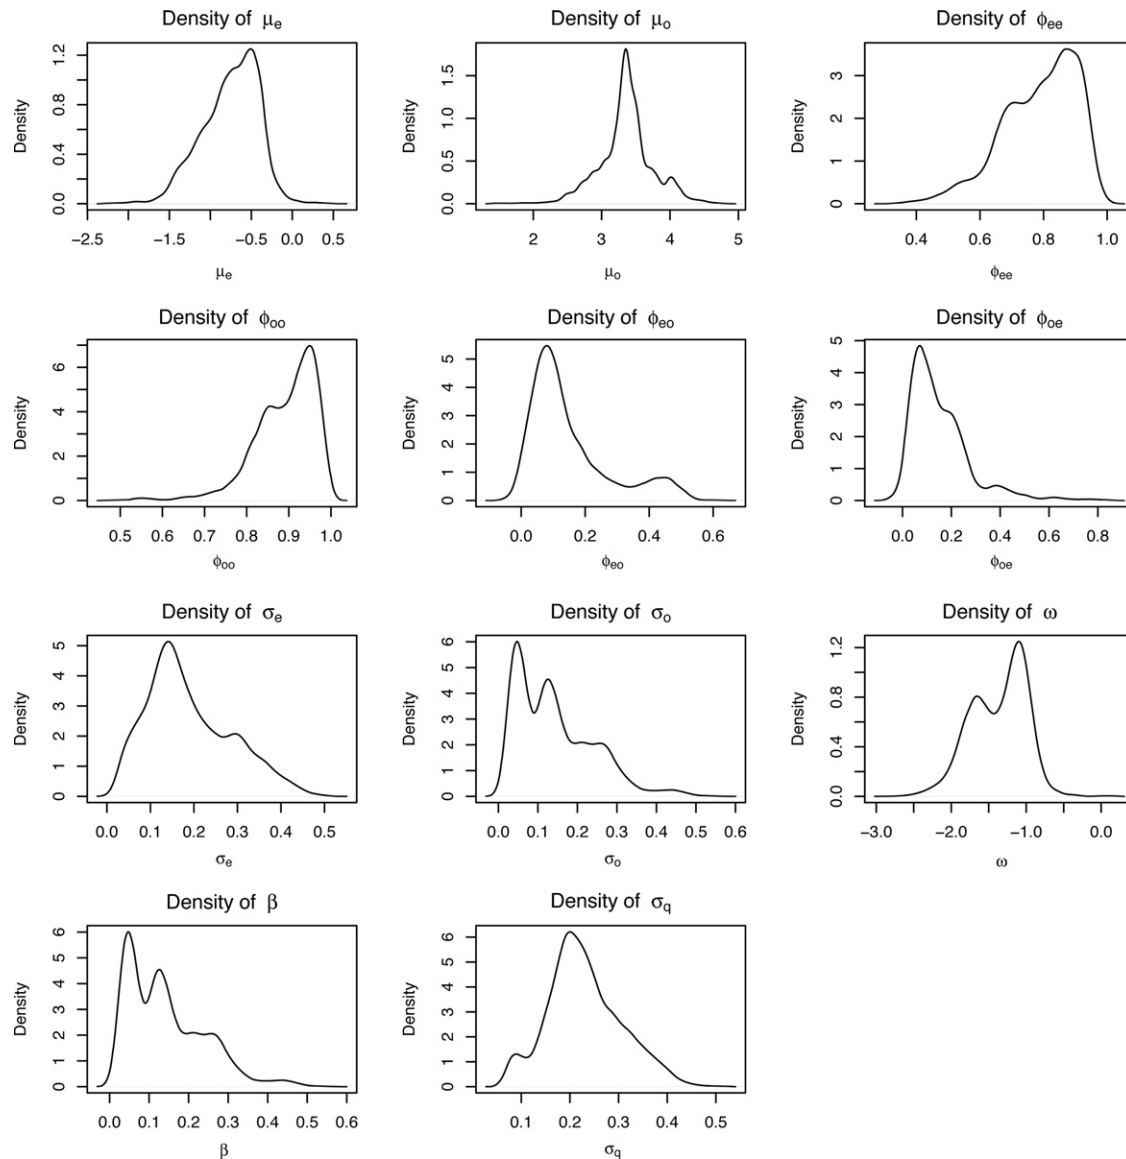 Density of μe
Density of μo
Density of ϕee
Density
0.0 0.4 0.8 1.2
−2.5 −1.5 −0.5 0.0 0.5
μe
Density
0.0 0.5 1.0 1.5
2 3 4 5
μo
Density
0 1 2 3
0.4 0.6 0.8 1.0
ϕee
Density of ϕoo
Density of ϕeo
Density of ϕoe
Density
0 2 4 6
0.5 0.6 0.7 0.8 0.9 1.0
ϕoo
Density
0 1 2 3 4 5
0.0 0.2 0.4 0.6
ϕeo
Density
0 1 2 3 4 5
0.0 0.2 0.4 0.6 0.8
ϕoe
Density of σe
Density of σo
Density of ω
Density
0 1 2 3 4 5
0.0 0.1 0.2 0.3 0.4 0.5
σe
Density
0 1 2 3 4 5 6
0.0 0.1 0.2 0.3 0.4 0.5 0.6
σo
Density
0.0 0.4 0.8 1.2
−3.0 −2.0 −1.0 0.0
ω
Density of β
Density of σq
Density
0 1 2 3 4 5 6
0.0 0.1 0.2 0.3 0.4 0.5 0.6
β
Density
0 1 2 3 4 5 6
0.1 0.2 0.3 0.4 0.5
σq